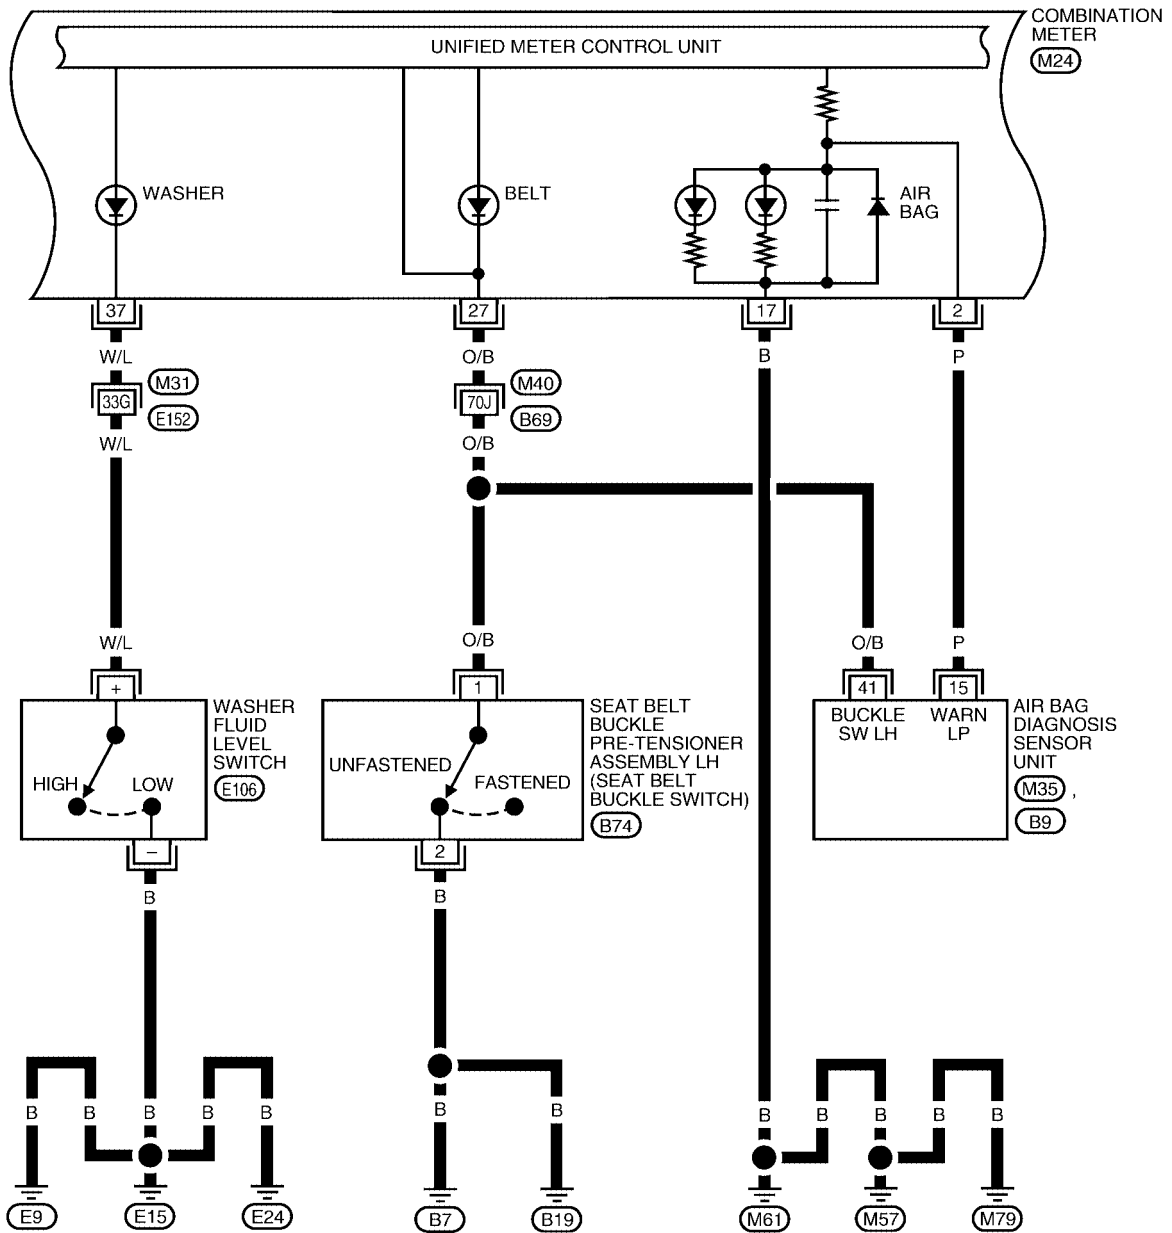 COMBINATION
METER
M24
UNIFIED METER CONTROL UNIT
WASHER
BELT
AIR
BAG
37
27
17
2
W/L
O/B
B
P
33G
M31
E152
70J
M40
B69
W/L
O/B
W/L
O/B
O/B
P
+
1
41
15
WASHER
FLUID
LEVEL
SWITCH
E106
HIGH
LOW
SEAT BELT
BUCKLE
PRE-TENSIONER
ASSEMBLY LH
(SEAT BELT
BUCKLE SWITCH)
B74
UNFASTENED
FASTENED
BUCKLE
SW LH
WARN
LP
AIR BAG
DIAGNOSIS
SENSOR
UNIT
M35 ,
B9
–
2
B
B
B
B
B
B
B
B
B
B
B
B
B
B
E9
E15
E24
B7
B19
M61
M57
M79